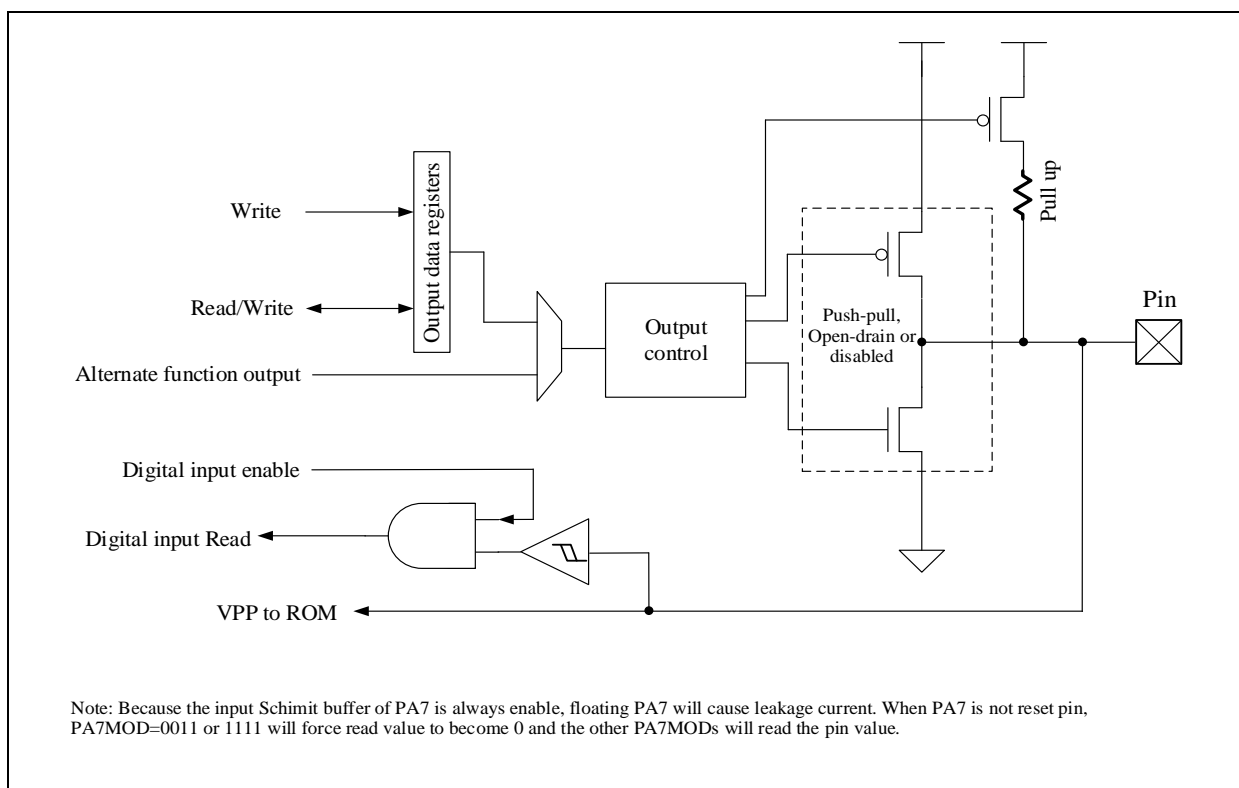 Write
Read/Write
Output data registers
Alternate function output
Output
control
Push-pull,
Open-drain or
disabled
Pull up
Pin
Digital input enable
Digital input Read
VPP to ROM
Note: Because the input Schimit buffer of PA7 is always enable, floating PA7 will cause leakage current. When PA7 is not reset pin,
PA7MOD=0011 or 1111 will force read value to become 0 and the other PA7MODs will read the pin value.